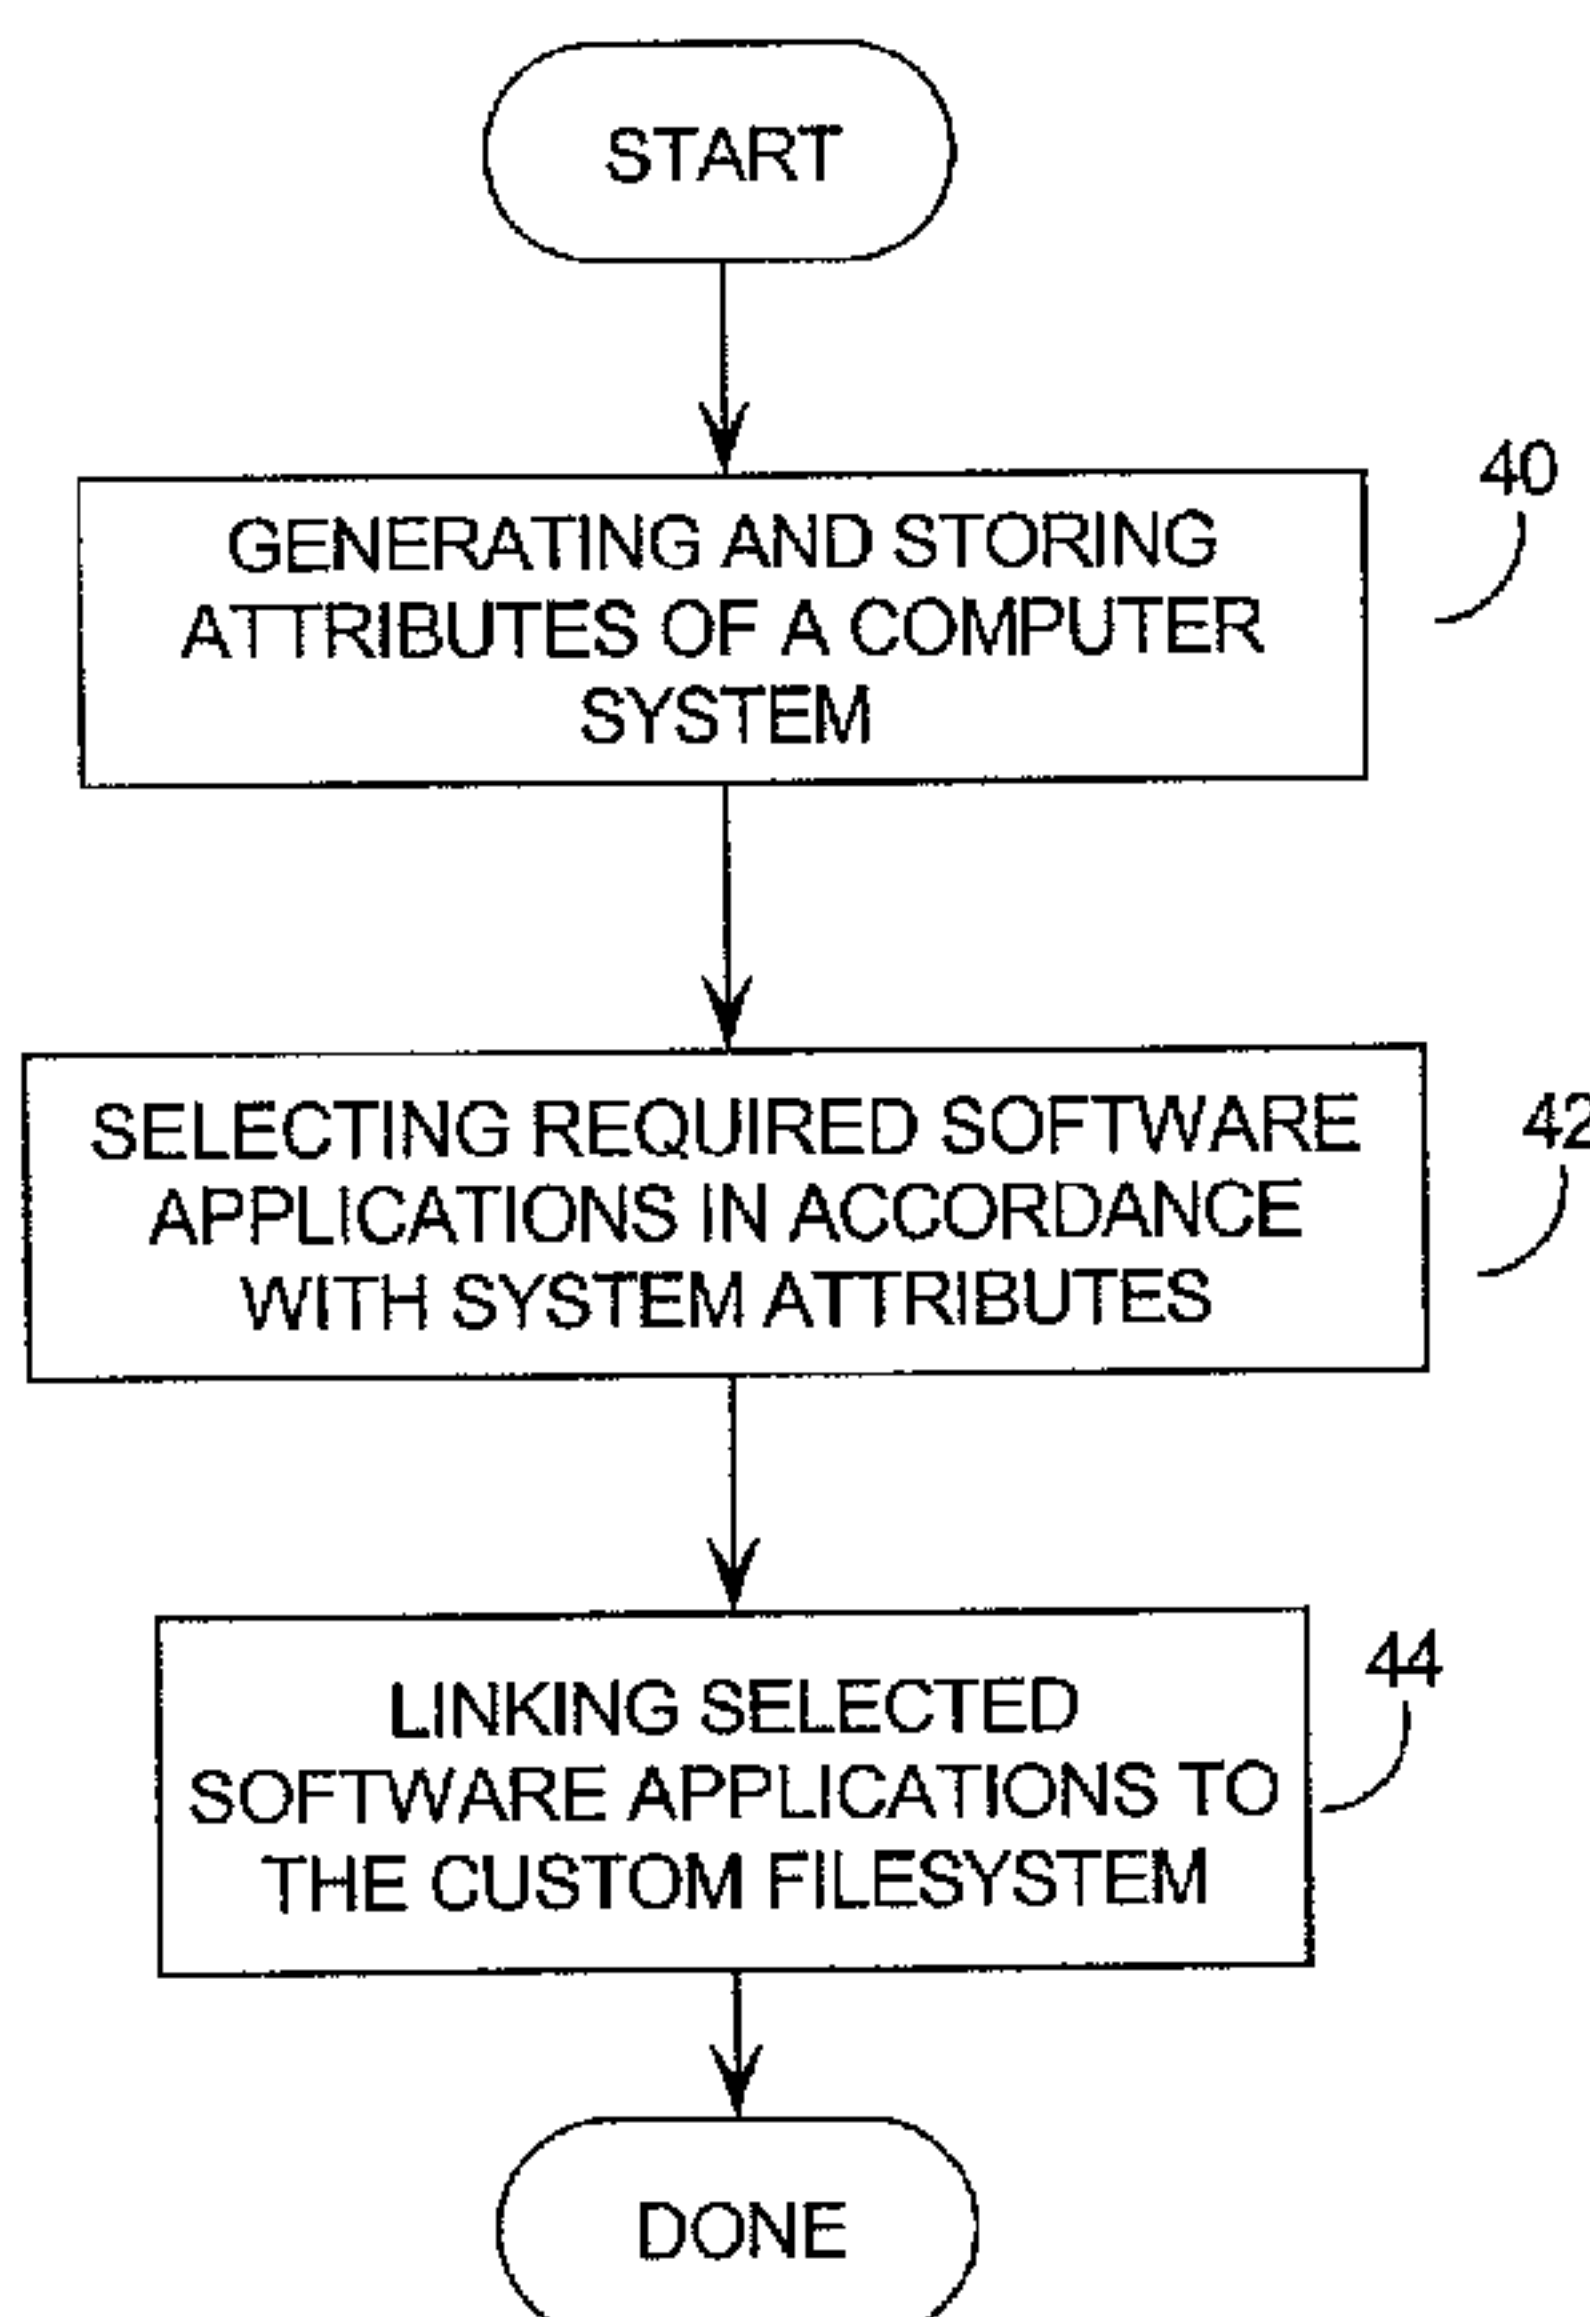 START
40
GENERATING AND STORING
ATTRIBUTES OF A COMPUTER
SYSTEM
42
SELECTING REQUIRED SOFTWARE
APPLICATIONS IN ACCORDANCE
WITH SYSTEM ATTRIBUTES
44
LINKING SELECTED
SOFTWARE APPLICATIONS TO
THE CUSTOM FILESYSTEM
DONE